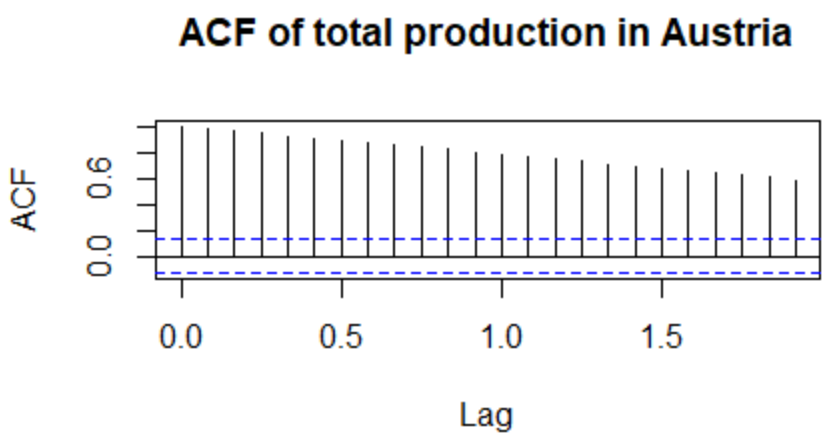 ACF of total production in Austria
ACF
0.6
0.0
0.0 0.5 1.0 1.5
Lag